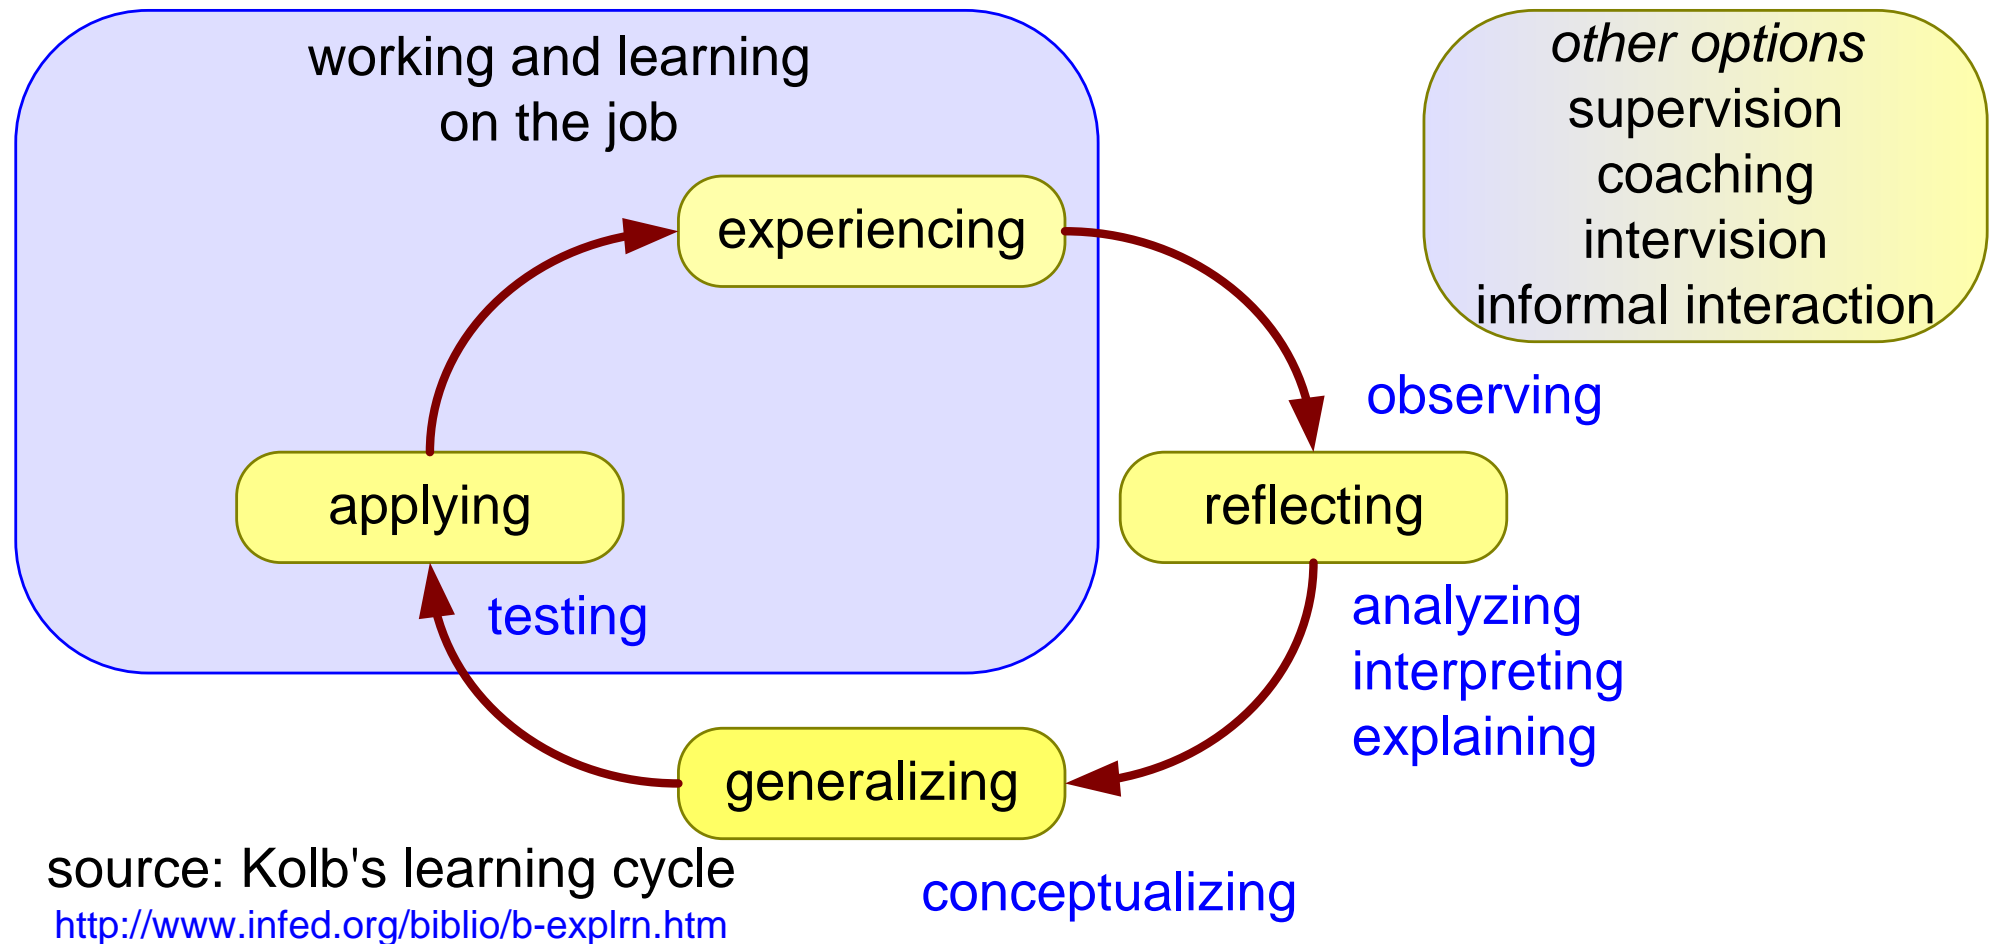 working and learning
on the job
other options
supervision
coaching
intervision
informal interaction
experiencing
observing
applying
reflecting
testing
analyzing
interpreting
explaining
generalizing
conceptualizing
source: Kolb's learning cycle
http://www.infed.org/biblio/b-explrn.htm